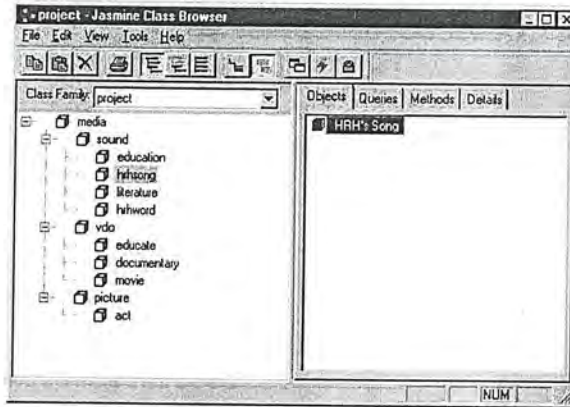 project - Jasmine Class Browser
File Edit View Tools Help
Class Family: project
media
sound
education
hrhsong
literature
hrhword
vdo
educate
documentary
movie
picture
act
Objects Queries Methods Details
HRH's Song
NUM